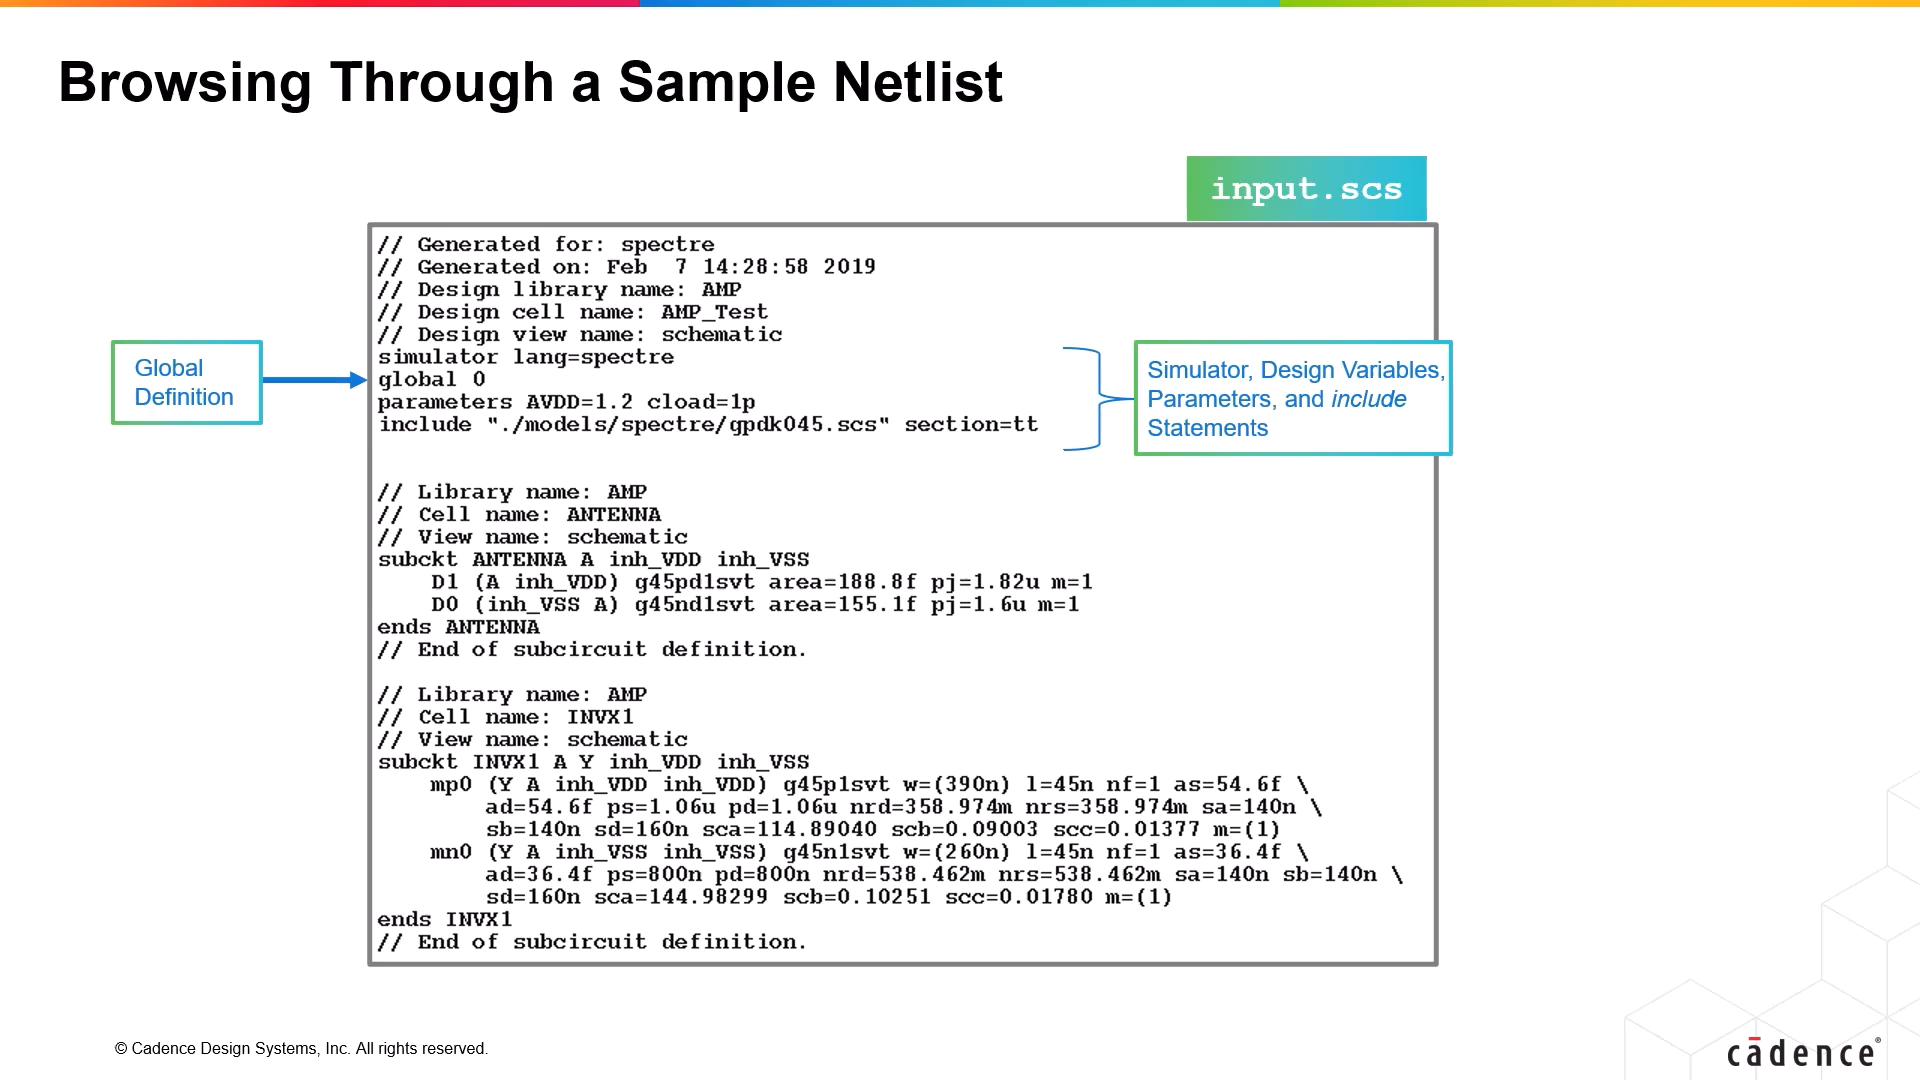 Browsing Through a Sample Netlist
input.scs
// Generated for: spectre
// Generated on: Feb  7 14:28:58 2019
// Design library name: AMP
// Design cell name: AMP_Test
// Design view name: schematic
simulator lang=spectre
global 0
parameters AVDD=1.2 cload=1p
include "./models/spectre/gpdk045.scs" section=tt
Global
Definition
Simulator, Design Variables,
Parameters, and include
Statements
// Library name: AMP
// Cell name: ANTENNA
// View name: schematic
subckt ANTENNA A inh_VDD inh_VSS
    D1 (A inh_VDD) g45pd1svt area=188.8f pj=1.82u m=1
    D0 (inh_VSS A) g45nd1svt area=155.1f pj=1.6u m=1
ends ANTENNA
// End of subcircuit definition.
// Library name: AMP
// Cell name: INVX1
// View name: schematic
subckt INVX1 A Y inh_VDD inh_VSS
    mp0 (Y A inh_VDD inh_VDD) g45p1svt w=(390n) l=45n nf=1 as=54.6f \
        ad=54.6f ps=1.06u pd=1.06u nrd=358.974m nrs=358.974m sa=140n \
        sb=140n sd=160n sca=114.89040 scb=0.09003 scc=0.01377 m=(1)
    mn0 (Y A inh_VSS inh_VSS) g45n1svt w=(260n) l=45n nf=1 as=36.4f \
        ad=36.4f ps=800n pd=800n nrd=538.462m nrs=538.462m sa=140n sb=140n \
        sd=160n sca=144.98299 scb=0.10251 scc=0.01780 m=(1)
ends INVX1
// End of subcircuit definition.
© Cadence Design Systems, Inc. All rights reserved.
cādence®